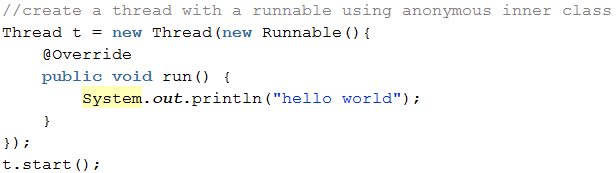 //create a thread with a runnable using anonymous inner class
Thread t = new Thread(new Runnable(){
    @Override
    public void run() {
        System.out.println("hello world");
    }
});
t.start();